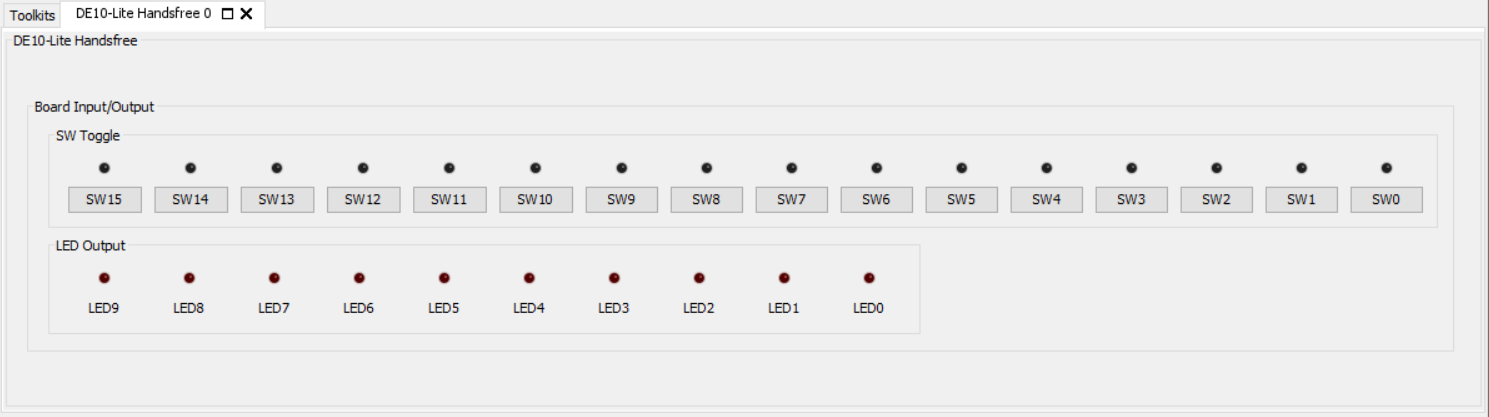 Toolkits DE10-Lite Handsfree 0
DE10-Lite Handsfree
Board Input/Output
SW Toggle
SW15 SW14 SW13 SW12 SW11 SW10 SW9 SW8 SW7 SW6 SW5 SW4 SW3 SW2 SW1 SW0
LED Output
LED9 LED8 LED7 LED6 LED5 LED4 LED3 LED2 LED1 LED0